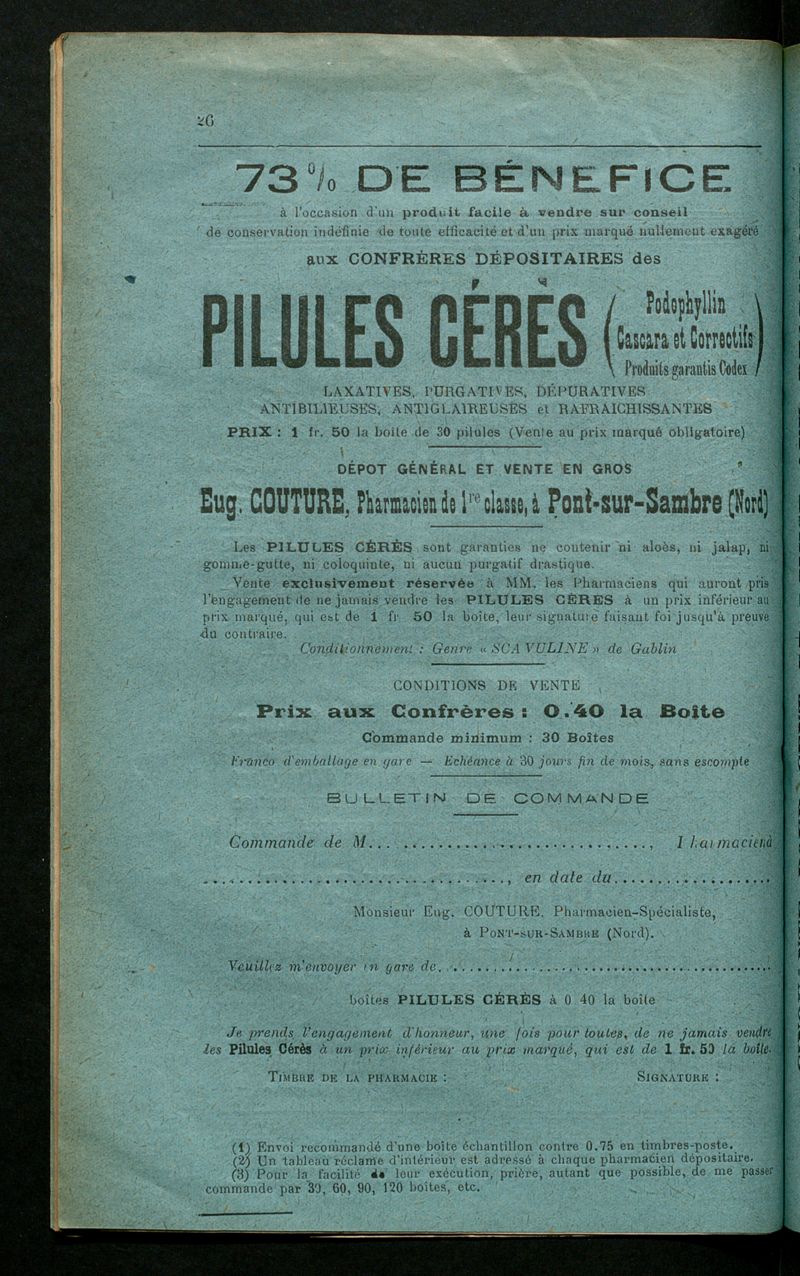 26
73 % DE BÉNÉFICE
à l'occasion d'un produit facile à vendre sur conseil
de conservation indéfinie de toute efficacité et d'un prix marqué nullement exagéré
aux CONFRÈRES DÉPOSITAIRES des
PILULES CÉRÈS
(Podophyllin
Cascara et Correctifs
Produits garantis Codex)
LAXATIVES, PURGATIVES, DÉPURATIVES
ANTIBILIEUSES, ANTIGLAIREUSES et RAFRAICHISSANTES
PRIX : 1 fr. 50 la boîte de 30 pilules (Vente au prix marqué obligatoire)
DÉPOT GÉNÉRAL ET VENTE EN GROS
Eug. COUTURE, Pharmacien de 1re classe, à Pont-sur-Sambre (Nord)
Les PILULES CÉRÈS sont garanties ne contenir ni aloès, ni jalap, ni
gomme-gutte, ni coloquinte, ni aucun purgatif drastique.
Vente exclusivement réservée à MM. les Pharmaciens qui auront pris
l'engagement de ne jamais vendre les PILULES CÉRÈS à un prix inférieur au
prix marqué, qui est de 1 fr 50 la boîte, leur signature faisant foi jusqu'à preuve
du contraire.
Conditionnement : Genre « SCAVULINE » de Gablin
CONDITIONS DE VENTE
Prix aux Confrères : 0.40 la Boîte
Commande minimum : 30 Boîtes
Franco d'emballage en gare — Echéance à 30 jours fin de mois, sans escompte
BULLETIN DE COMMANDE
Commande de M..............................., Pharmacien à
..................................., en date du..................
Monsieur Eug. COUTURE, Pharmacien-Spécialiste,
à PONT-SUR-SAMBRE (Nord).
Veuillez m'envoyer en gare de........................................
boîtes PILULES CÉRÈS à 0 40 la boîte
Je prends l'engagement d'honneur, une fois pour toutes, de ne jamais vendre
les Pilules Cérès à un prix inférieur au prix marqué, qui est de 1 fr. 50 la boîte.
TIMBRE DE LA PHARMACIE :
SIGNATURE :
(1) Envoi recommandé d'une boîte échantillon contre 0.75 en timbres-poste.
(2) Un tableau réclame d'intérieur est adressé à chaque pharmacien dépositaire.
(3) Pour la facilité de leur exécution, prière, autant que possible, de me passer
commande par 30, 60, 90, 120 boîtes, etc.